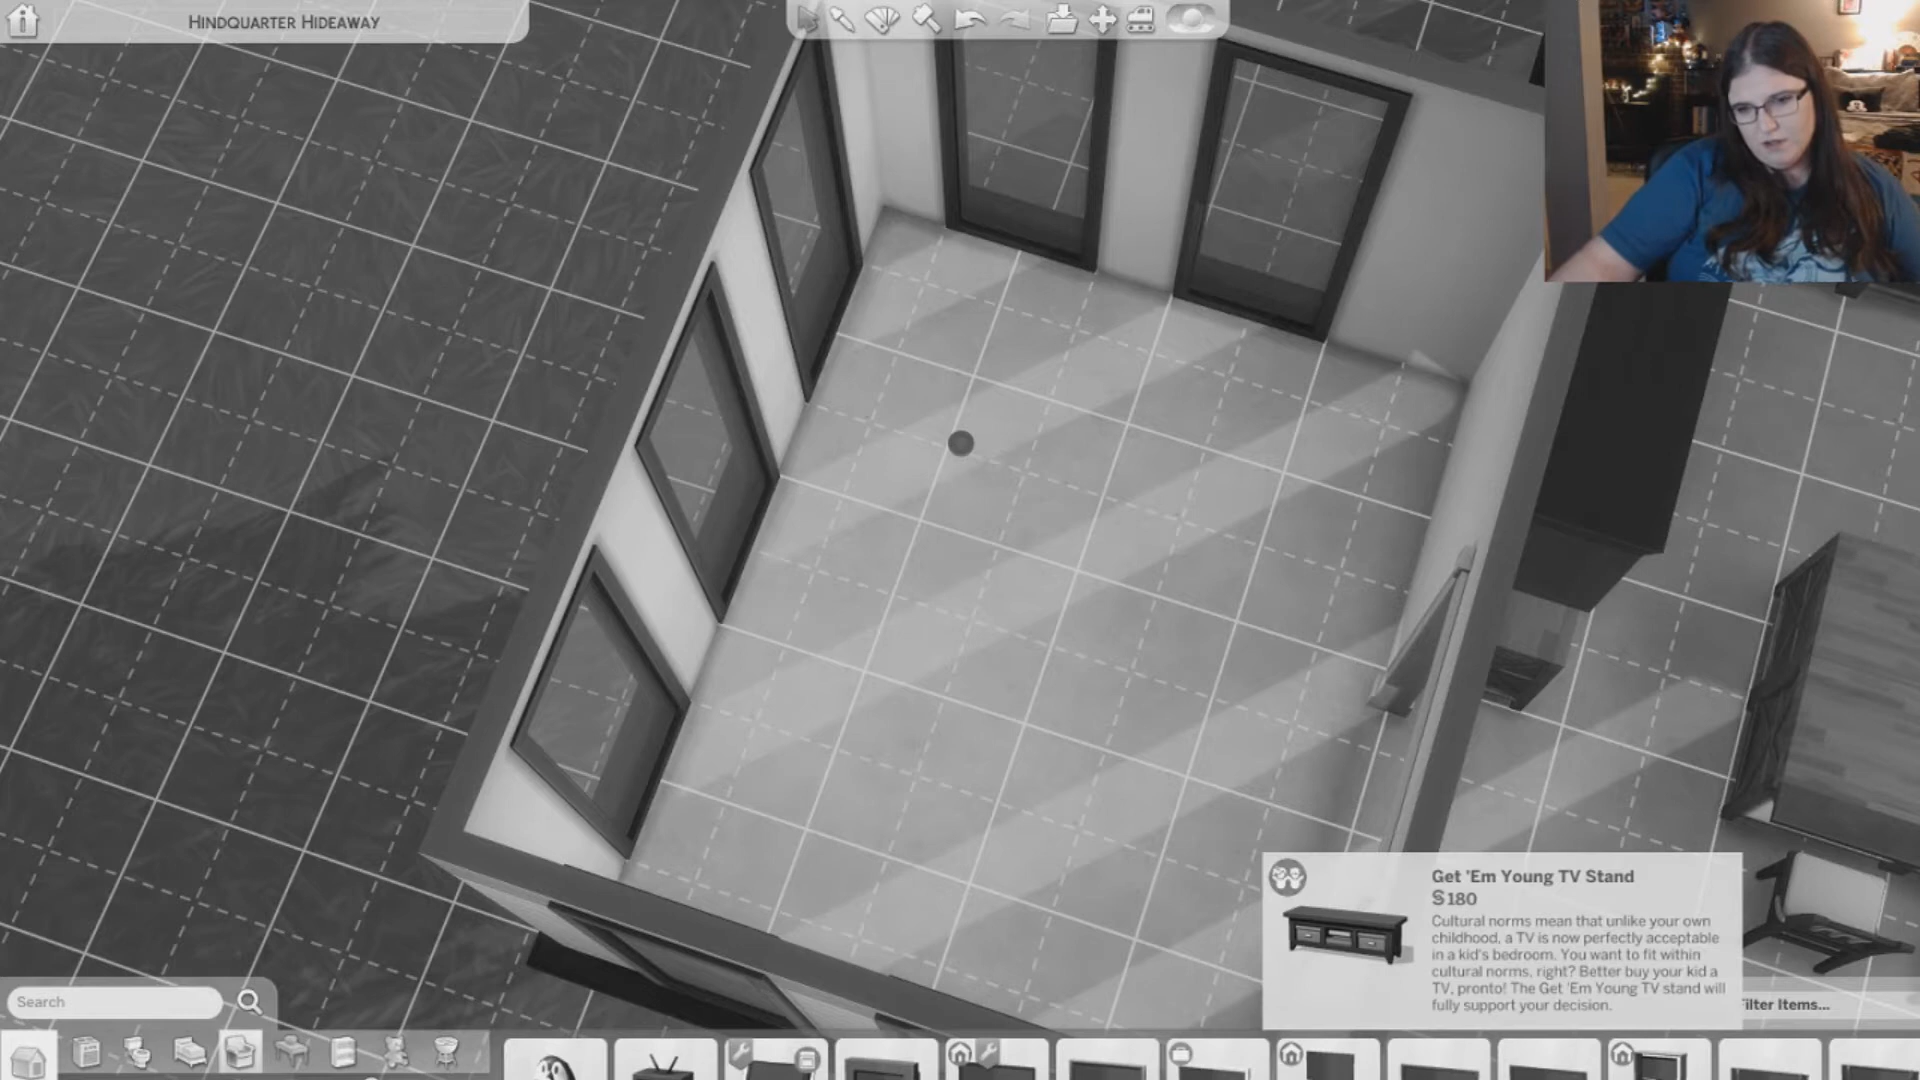 Hindquarter Hideaway
Get 'Em Young TV Stand
§180
Cultural norms mean that unlike your own
childhood, a TV is now perfectly acceptable
in a kid's bedroom. You want to fit within
cultural norms, right? Better buy your kid a
TV, pronto! The Get 'Em Young TV stand will
fully support your decision.
Search
Filter Items...